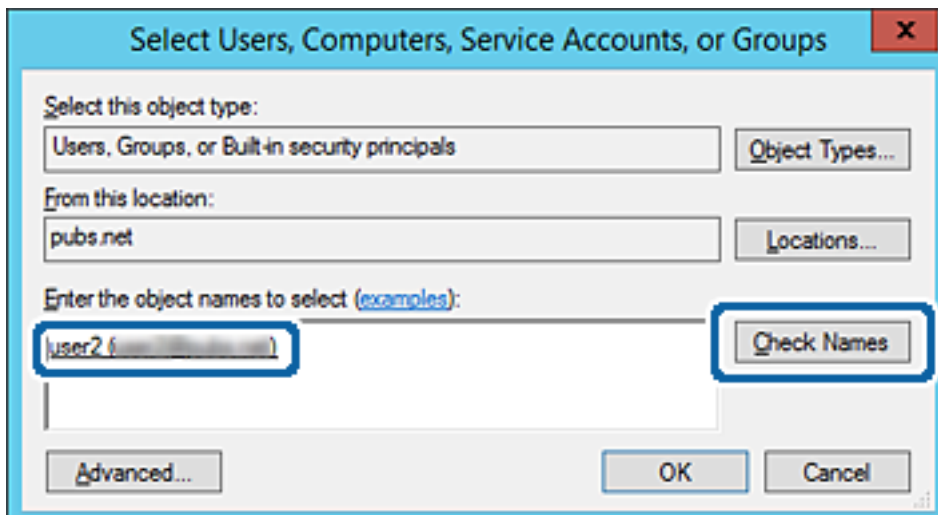 Select Users, Computers, Service Accounts, or Groups
x
Select this object type:
Users, Groups, or Built-in security principals
Object Types...
From this location:
pubs.net
Locations...
Enter the object names to select (examples):
user2 ( )
Check Names
Advanced...
OK
Cancel